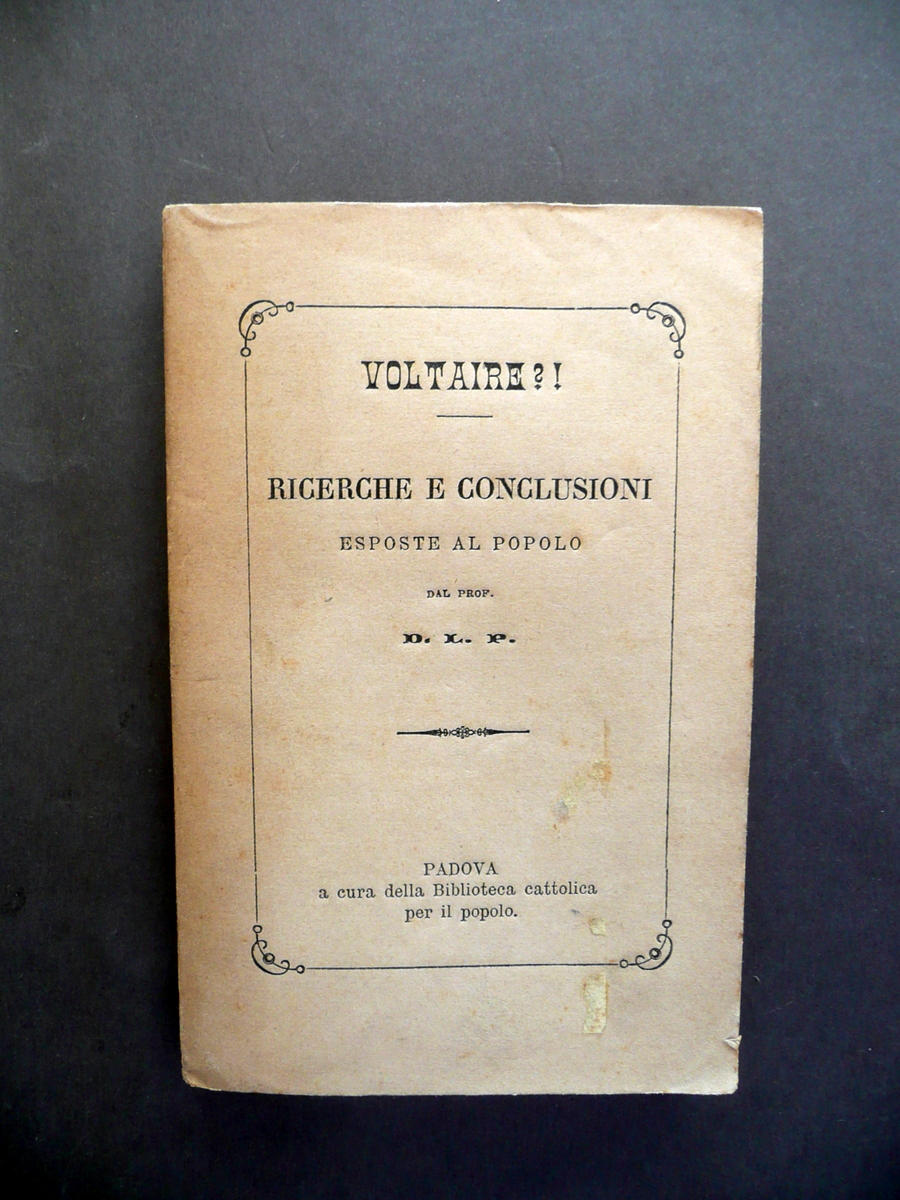 VOLTAIRE?!
RICERCHE E CONCLUSIONI
ESPOSTE AL POPOLO
DAL PROF.
D. L. P.
PADOVA
a cura della Biblioteca cattolica
per il popolo.